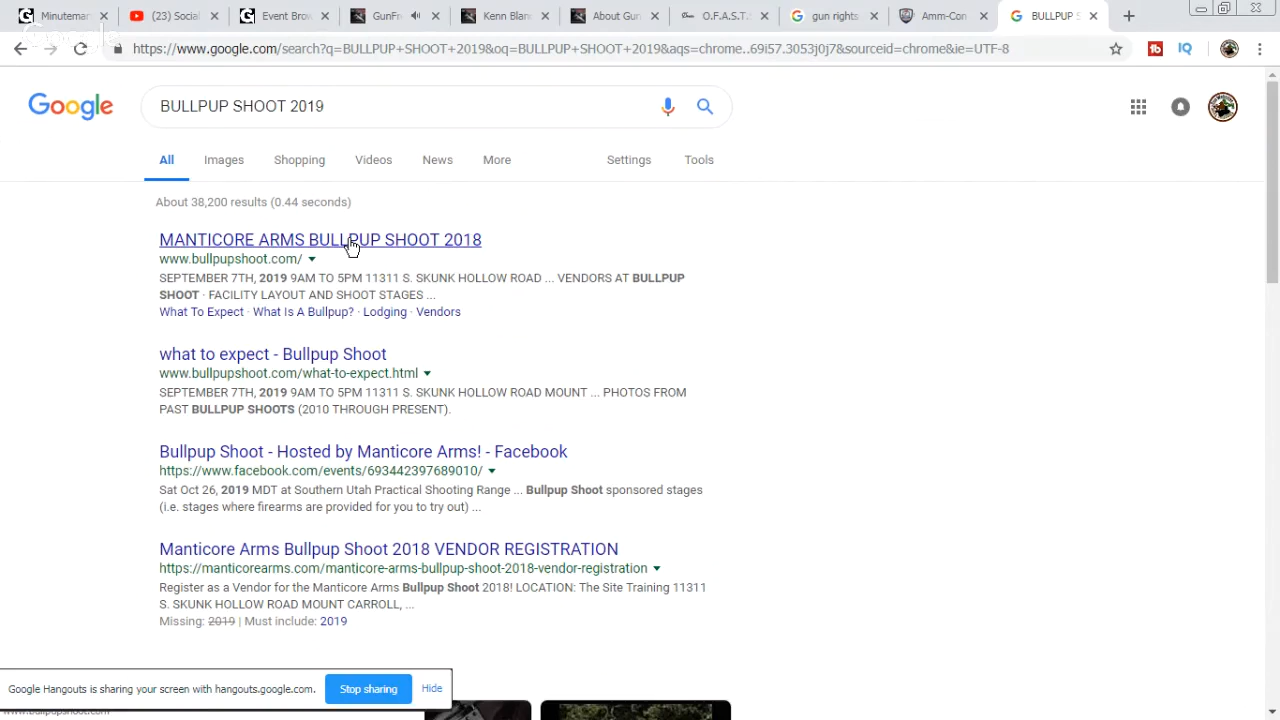 Minuteman
(23) Social
Event Brow
GunFre
Kenn Blan
About Gun
O.F.A.S.T
gun rights
Amm-Con
BULLPUP S
https://www.google.com/search?q=BULLPUP+SHOOT+2019&oq=BULLPUP+SHOOT+2019&aqs=chrome..69i57.3053j0j7&sourceid=chrome&ie=UTF-8
Google
BULLPUP SHOOT 2019
All
Images
Shopping
Videos
News
More
Settings
Tools
About 38,200 results (0.44 seconds)
MANTICORE ARMS BULLPUP SHOOT 2018
www.bullpupshoot.com/
SEPTEMBER 7TH, 2019 9AM TO 5PM 11311 S. SKUNK HOLLOW ROAD ... VENDORS AT BULLPUP
SHOOT · FACILITY LAYOUT AND SHOOT STAGES ...
What To Expect · What Is A Bullpup? · Lodging · Vendors
what to expect - Bullpup Shoot
www.bullpupshoot.com/what-to-expect.html
SEPTEMBER 7TH, 2019 9AM TO 5PM 11311 S. SKUNK HOLLOW ROAD MOUNT ... PHOTOS FROM
PAST BULLPUP SHOOTS (2010 THROUGH PRESENT).
Bullpup Shoot - Hosted by Manticore Arms! - Facebook
https://www.facebook.com/events/693442397689010/
Sat Oct 26, 2019 MDT at Southern Utah Practical Shooting Range ... Bullpup Shoot sponsored stages
(i.e. stages where firearms are provided for you to try out) ...
Manticore Arms Bullpup Shoot 2018 VENDOR REGISTRATION
https://manticorearms.com/manticore-arms-bullpup-shoot-2018-vendor-registration
Register as a Vendor for the Manticore Arms Bullpup Shoot 2018! LOCATION: The Site Training 11311
S. SKUNK HOLLOW ROAD MOUNT CARROLL, ...
Missing: 2019 | Must include: 2019
Google Hangouts is sharing your screen with hangouts.google.com.
Stop sharing
Hide
www.bullpupshoot.com